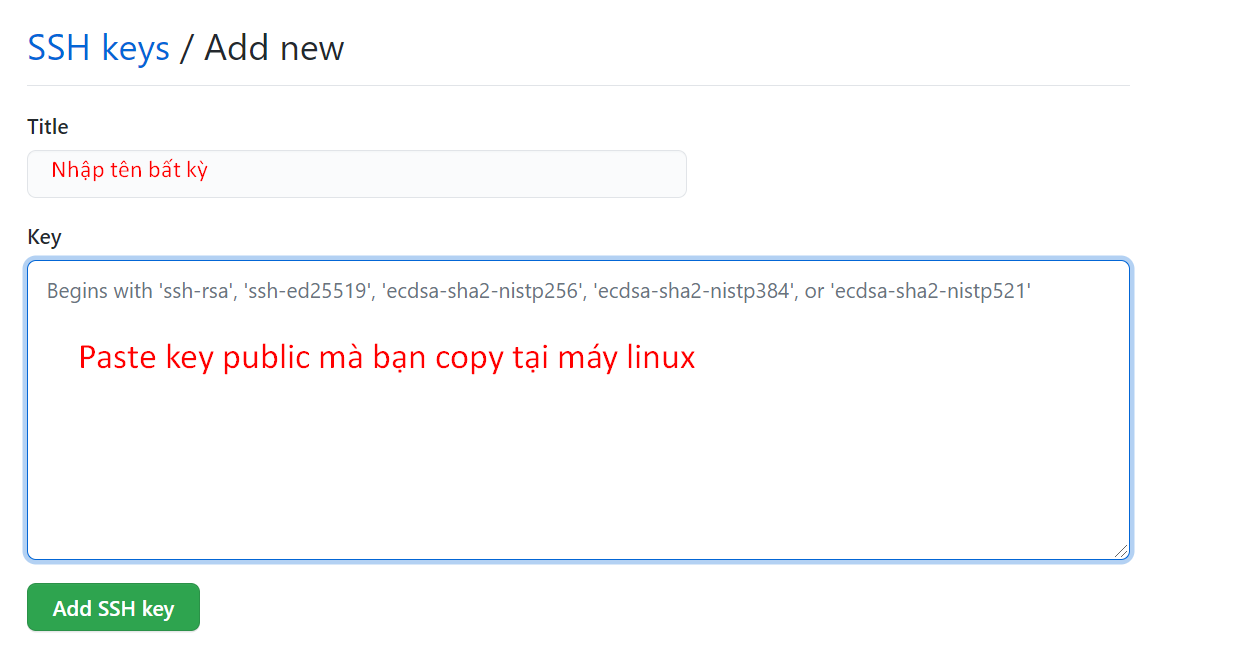 SSH keys / Add new
Title
Nhập tên bất kỳ
Key
Begins with 'ssh-rsa', 'ssh-ed25519', 'ecdsa-sha2-nistp256', 'ecdsa-sha2-nistp384', or 'ecdsa-sha2-nistp521'
Paste key public mà bạn copy tại máy linux
Add SSH key